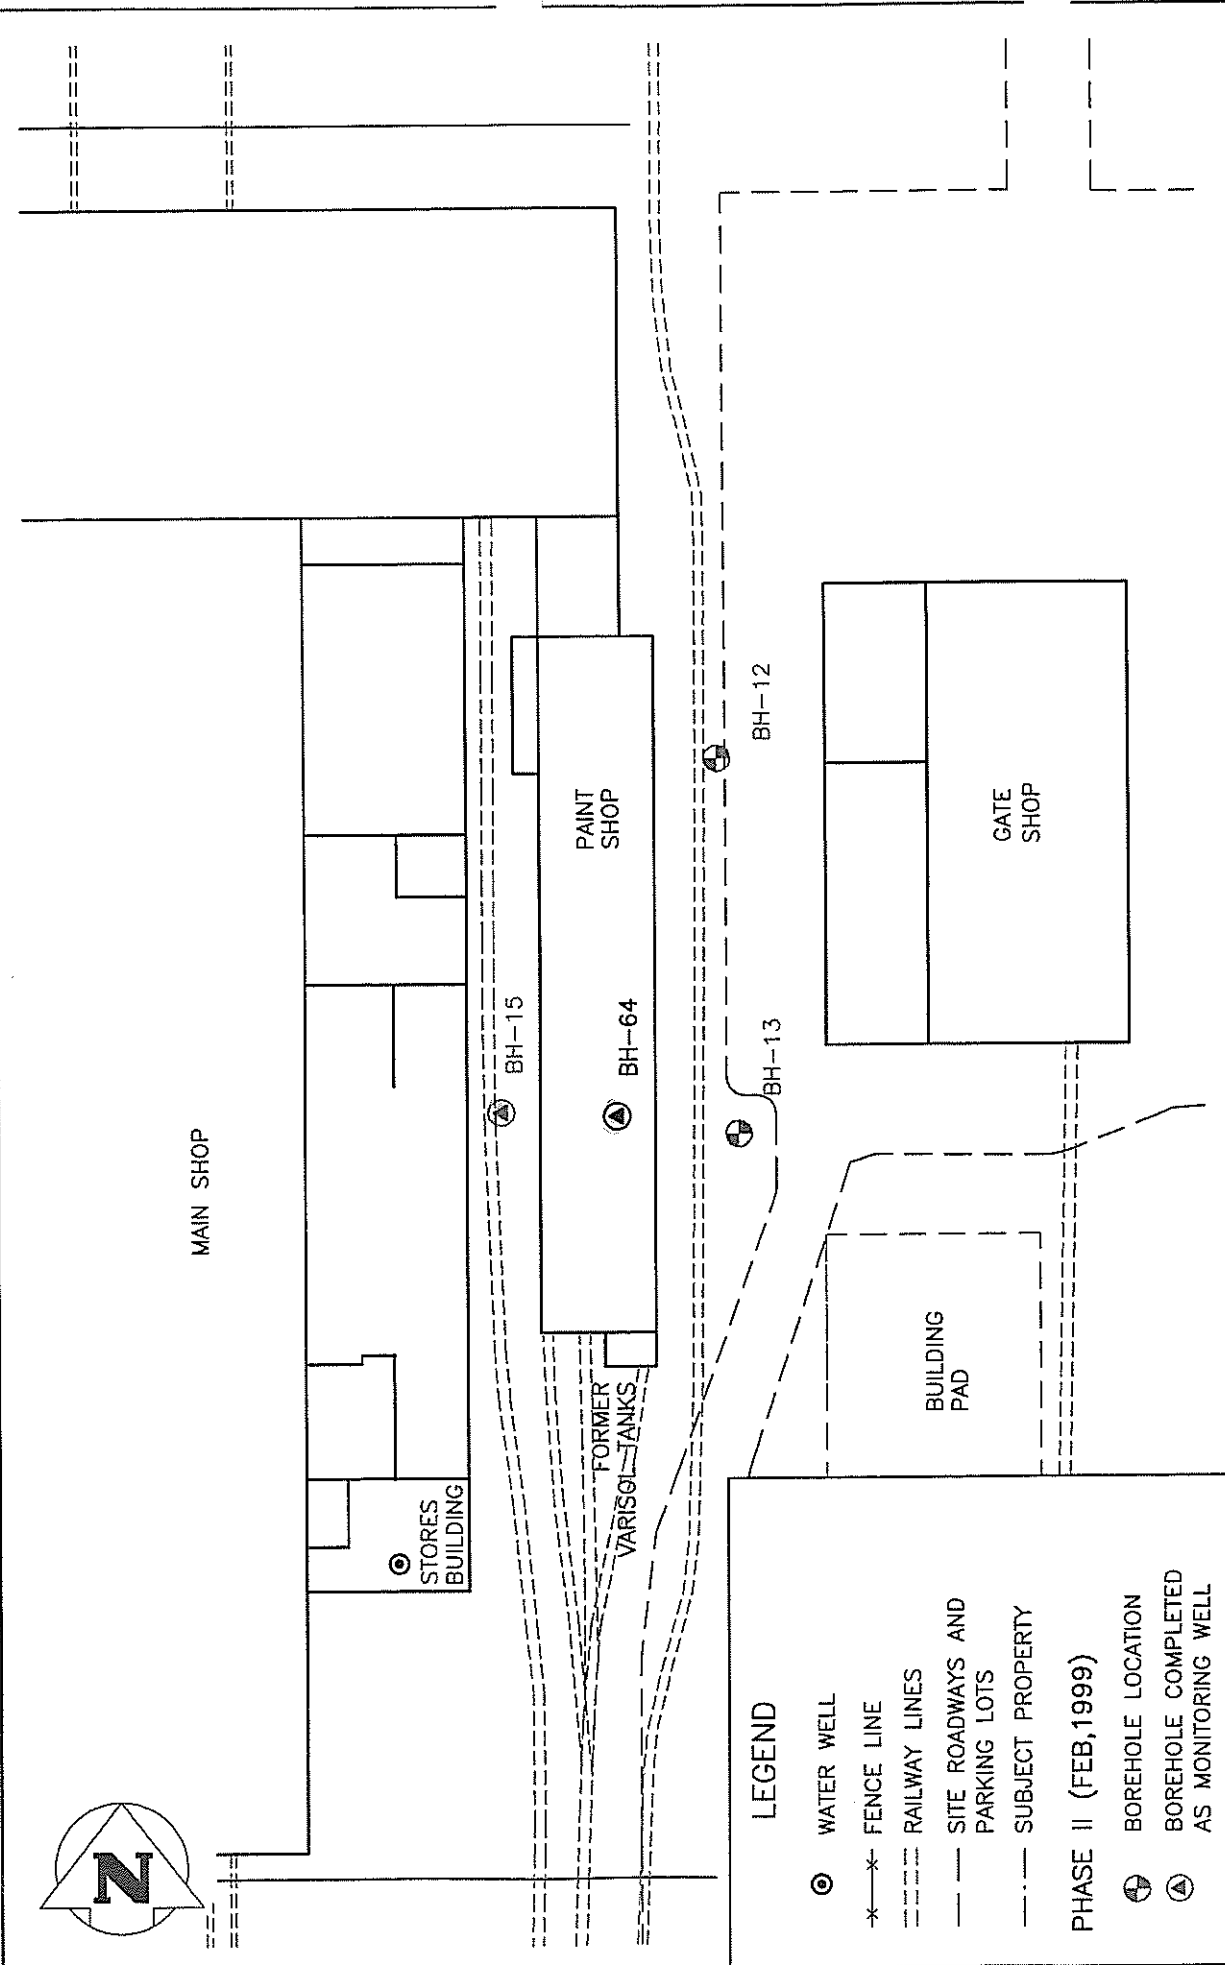 MAIN SHOP
STORES
BUILDING
BH-15
PAINT
SHOP
BH-64
FORMER
VARISOL TANKS
BH-12
BH-13
GATE
SHOP
BUILDING
PAD
N
LEGEND
WATER WELL
FENCE LINE
RAILWAY LINES
SITE ROADWAYS AND
PARKING LOTS
SUBJECT PROPERTY
PHASE II (FEB,1999)
BOREHOLE LOCATION
BOREHOLE COMPLETED
AS MONITORING WELL